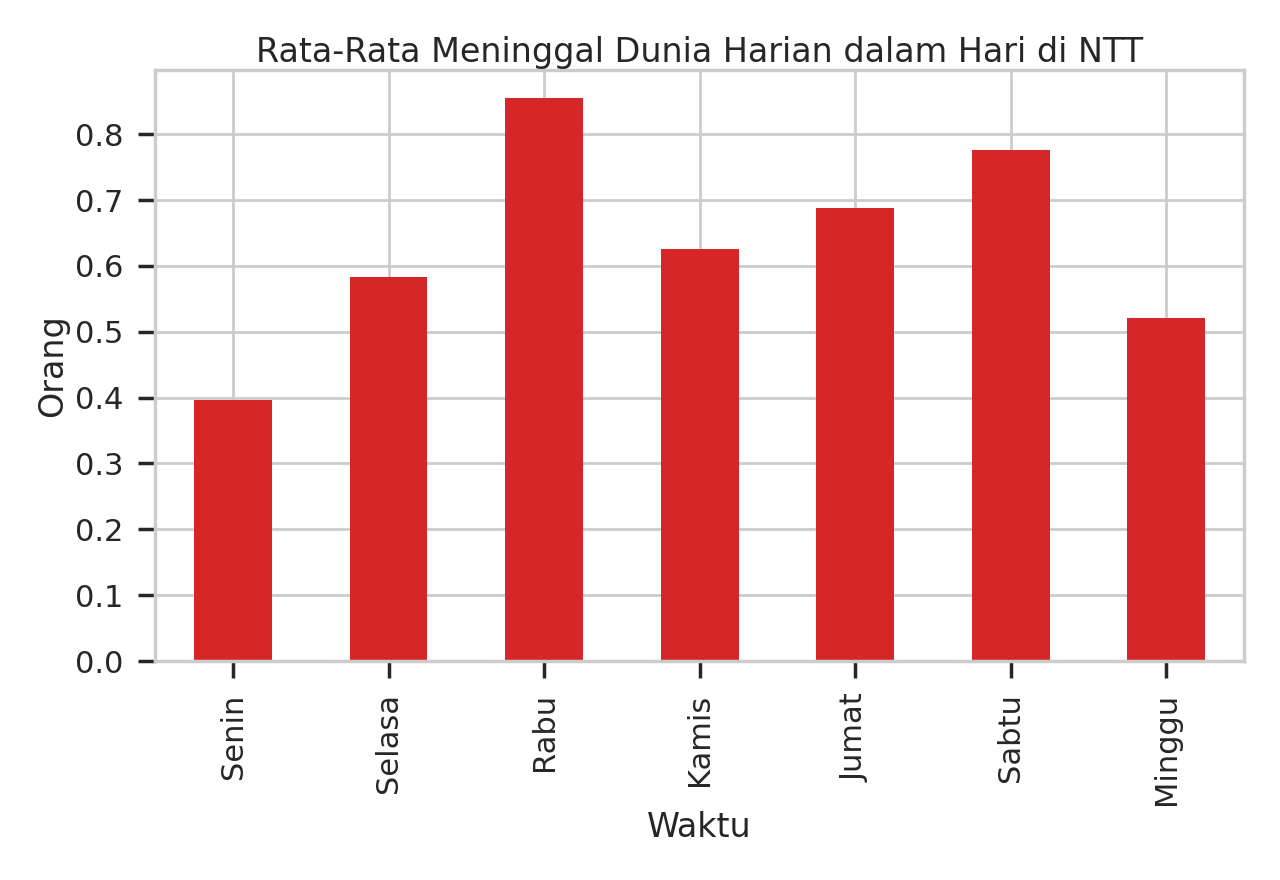 Rata-Rata Meninggal Dunia Harian dalam Hari di NTT
Orang
0.8
0.7
0.6
0.5
0.4
0.3
0.2
0.1
0.0
Senin
Selasa
Rabu
Kamis
Jumat
Sabtu
Minggu
Waktu